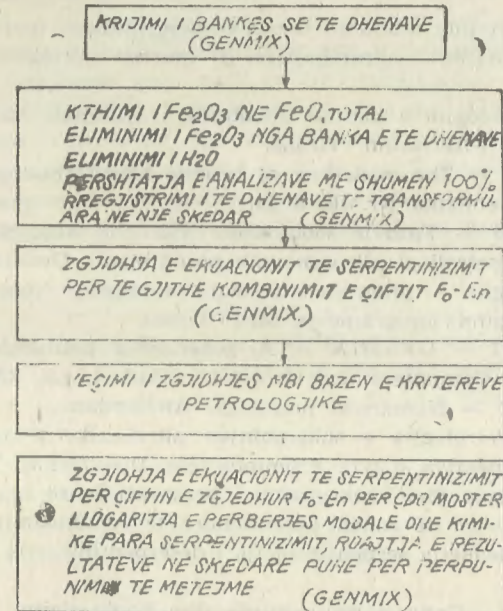 KRIJIMI I BANKES SE TE DHENAVE
(GENMIX)
KTHIMI I Fe2O3 NE FeO,TOTAL
ELIMINIMI I Fe2O3 NGA BANKA E TE DHENAVE
ELIMINIMI I H2O
PERSHTATJA E ANALIZAVE ME SHUMEN 100%
RREGJISTRIMI I TE DHENAVE TE TRANSFORMU-
ARA NE NJE SKEDAR (GENMIX)
ZGJIDHJA E EKUACIONIT TE SERPENTINIZIMIT
PER TE GJITHE KOMBINIMIT E ÇIFTIT Fo-En
(GENMIX)
I ZGJIDHJES MBI BAZEN E KRITEREVE
PETROLOGJIKE
ZGJIDHJA E EKUACIONIT TE SERPENTINIZIMIT
PER ÇIFTIN E ZGJEDHUR Fo-En PER ÇDO MOSTER
LLOGARITJA E PERBERJES MODALE DHE KIMI-
KE PARA SERPENTINIZIMIT, RUAJTJA E REZU-
LTATEVE NE SKEDARE PUNE PER PERPU-
NIM TE METEJME
(GENMIX)